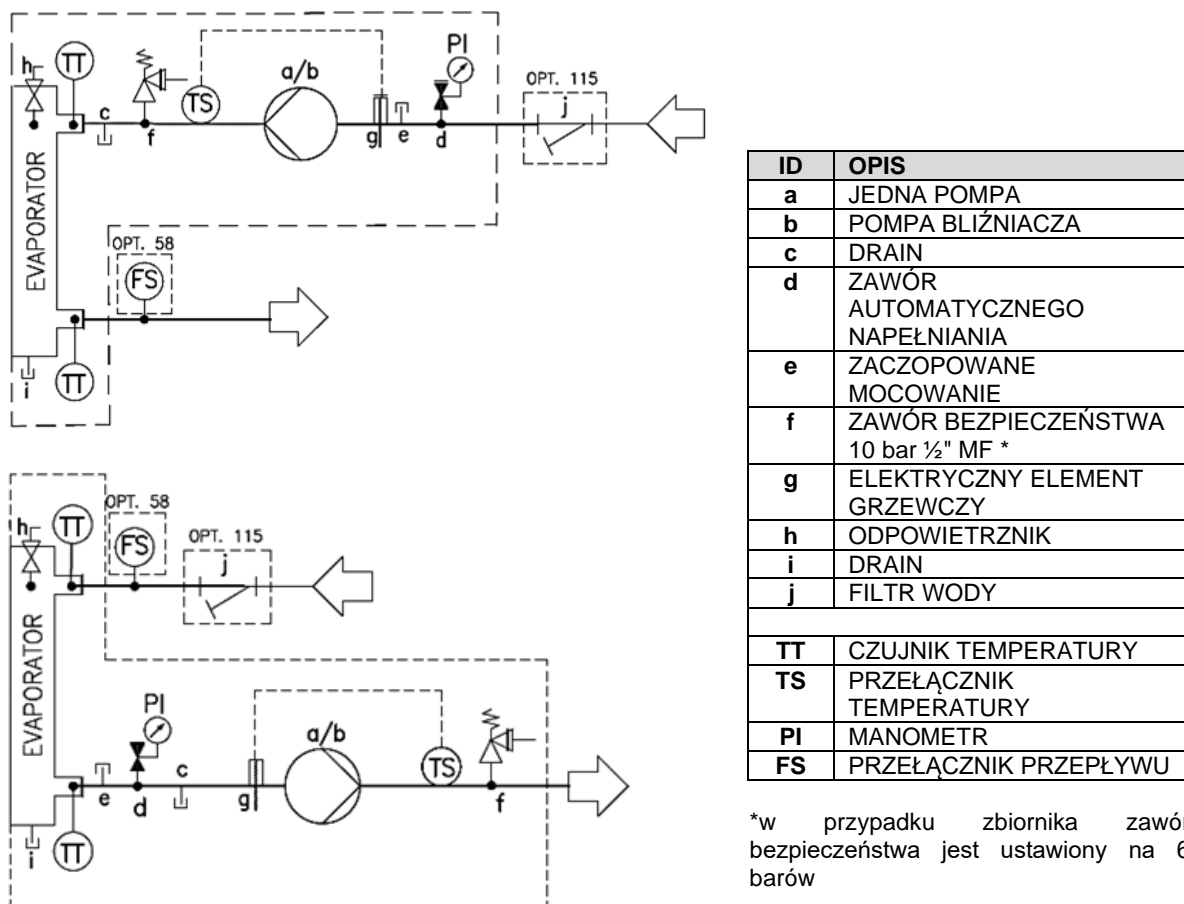 h
TT
c
f
TS
a/b
g
e
PI
d
OPT. 115
j
EVAPORATOR
OPT. 58
FS
i
TT
h
TT
OPT. 58
FS
OPT. 115
j
EVAPORATOR
PI
a/b
TS
e
d
c
g
f
i
TT
ID OPIS
a JEDNA POMPA
b POMPA BLIŹNIACZA
c DRAIN
d ZAWÓR
AUTOMATYCZNEGO
NAPEŁNIANIA
e ZACZOPOWANE
MOCOWANIE
f ZAWÓR BEZPIECZEŃSTWA
10 bar ½" MF *
g ELEKTRYCZNY ELEMENT
GRZEWCZY
h ODPOWIETRZNIK
i DRAIN
j FILTR WODY
TT CZUJNIK TEMPERATURY
TS PRZEŁĄCZNIK
TEMPERATURY
PI MANOMETR
FS PRZEŁĄCZNIK PRZEPŁYWU
*w przypadku zbiornika zawór
bezpieczeństwa jest ustawiony na 6
barów